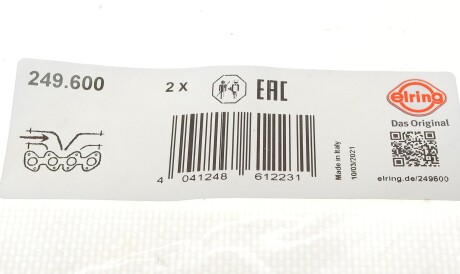 249.600
2 X
EAC
elring
Das Original
4 041248 612231
Made in Italy
10/03/2021
elring.de/249600